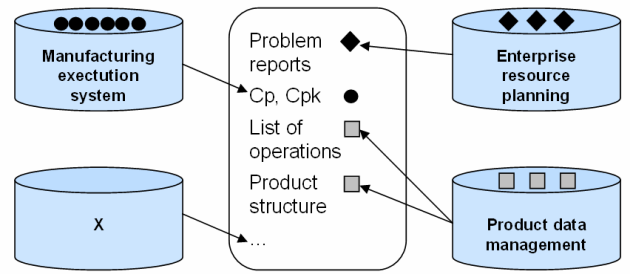 Manufacturing
exectution
system
Problem
reports
Cp, Cpk
List of
operations
Product
structure
...
Enterprise
resource
planning
X
Product data
management